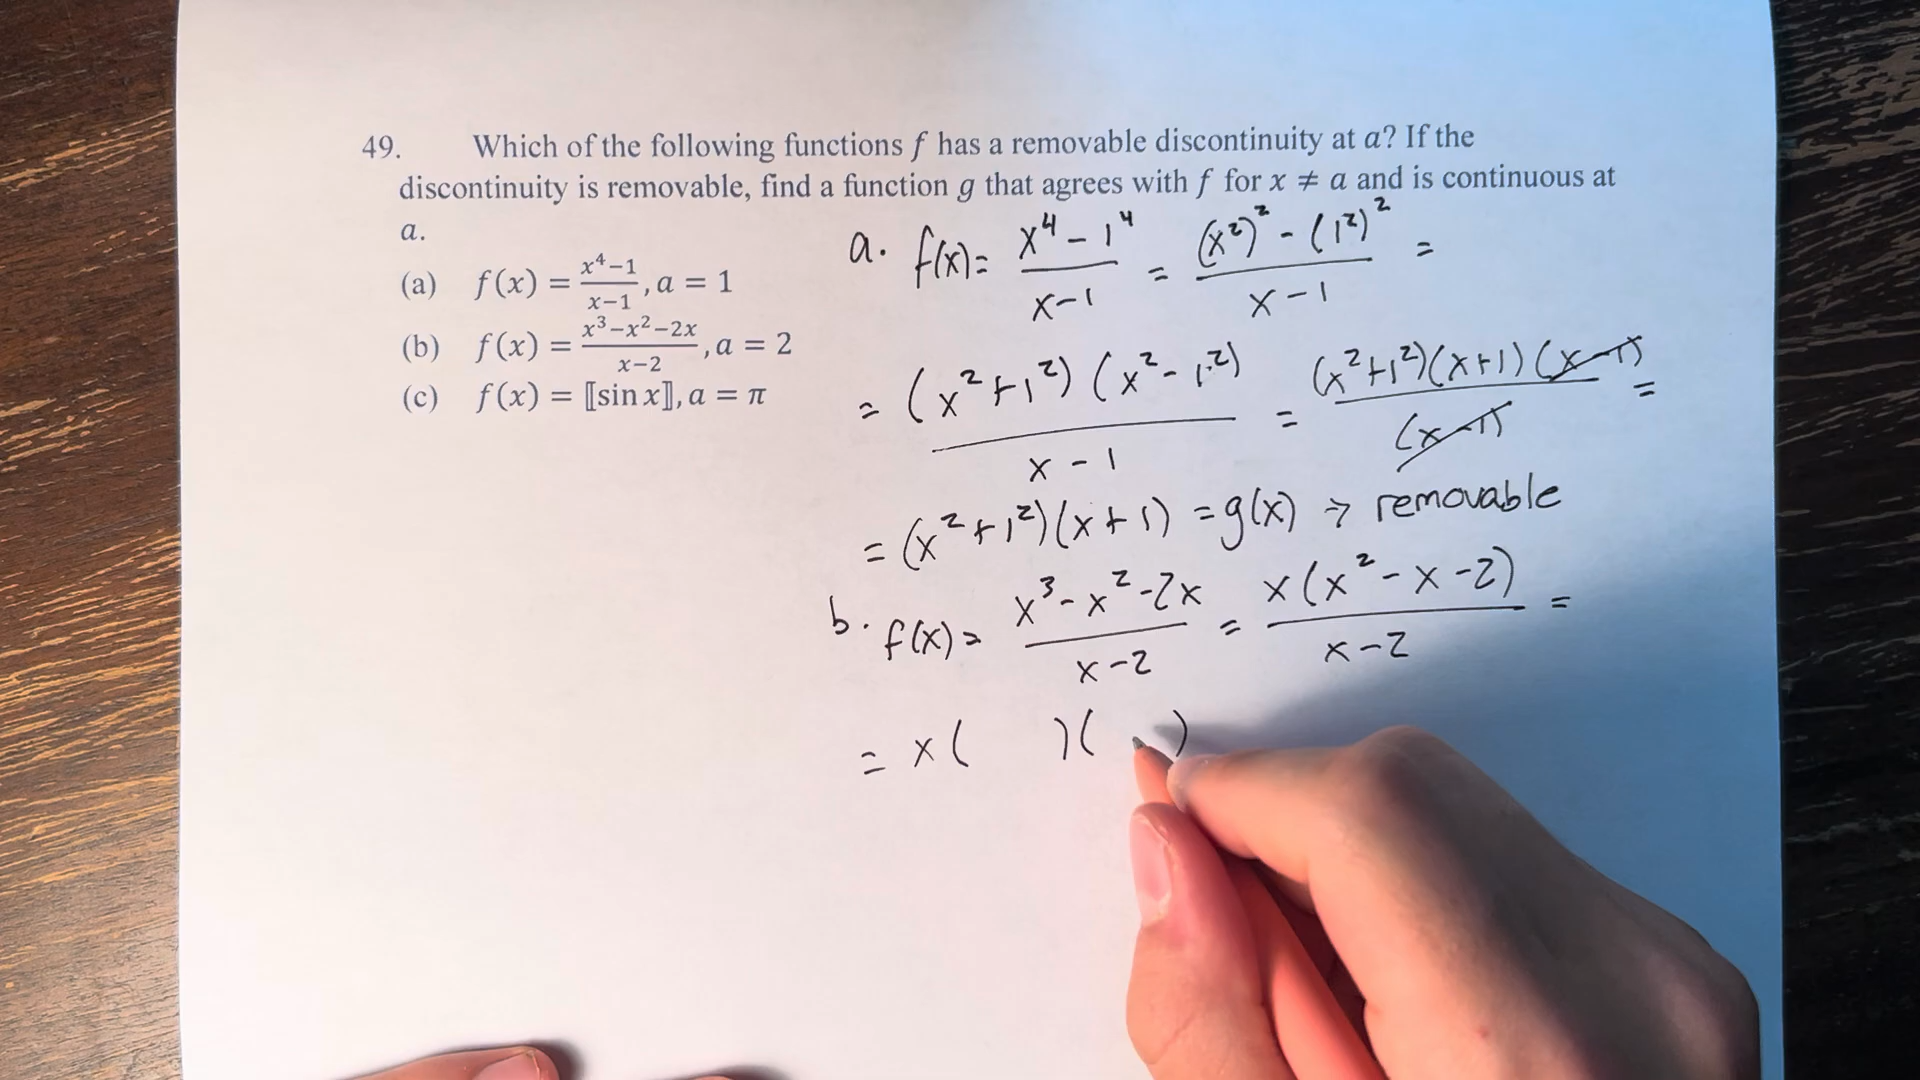 49. Which of the following functions f has a removable discontinuity at a? If the
discontinuity is removable, find a function g that agrees with f for x ≠ a and is continuous at
a.
(a) f(x) = (x⁴−1)/(x−1), a = 1
(b) f(x) = (x³−x²−2x)/(x−2), a = 2
(c) f(x) = ⟦sin x⟧, a = π
a. f(x) = (x⁴ − 1⁴)/(x−1) = ((x²)² − (1²)²)/(x−1) =
= ((x²+1²)(x²−1²))/(x−1) = ((x²+1²)(x+1)(x−1))/(x−1) =
= (x²+1²)(x+1) = g(x) → removable
b. f(x) = (x³−x²−2x)/(x−2) = (x(x²−x−2))/(x−2) =
= x( )( )